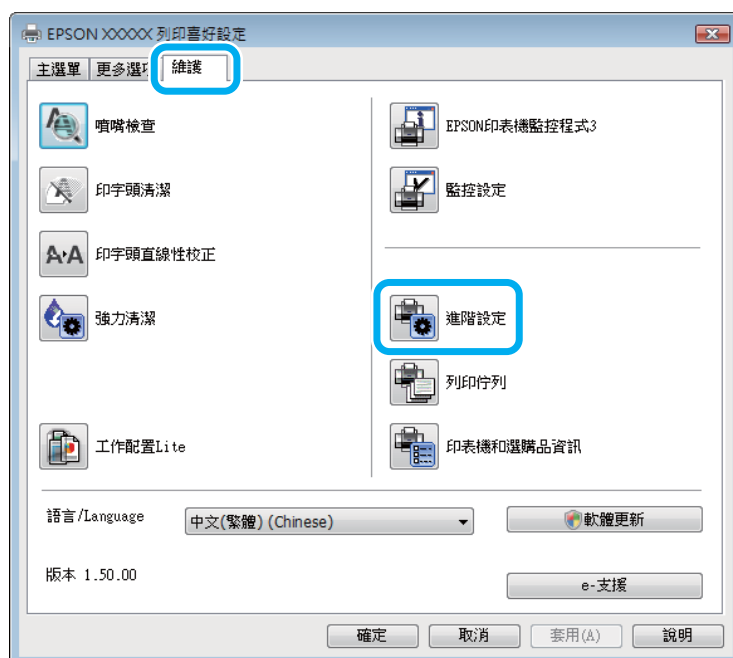 EPSON XXXXX 列印喜好設定
主選單 更多選項 維護
噴嘴檢查
印字頭清潔
A·A 印字頭直線性校正
強力清潔
工作配置Lite
EPSON印表機監控程式3
監控設定
進階設定
列印佇列
印表機和選購品資訊
語言/Language 中文(繁體) (Chinese) 軟體更新
版本 1.50.00 e-支援
確定 取消 套用(A) 說明